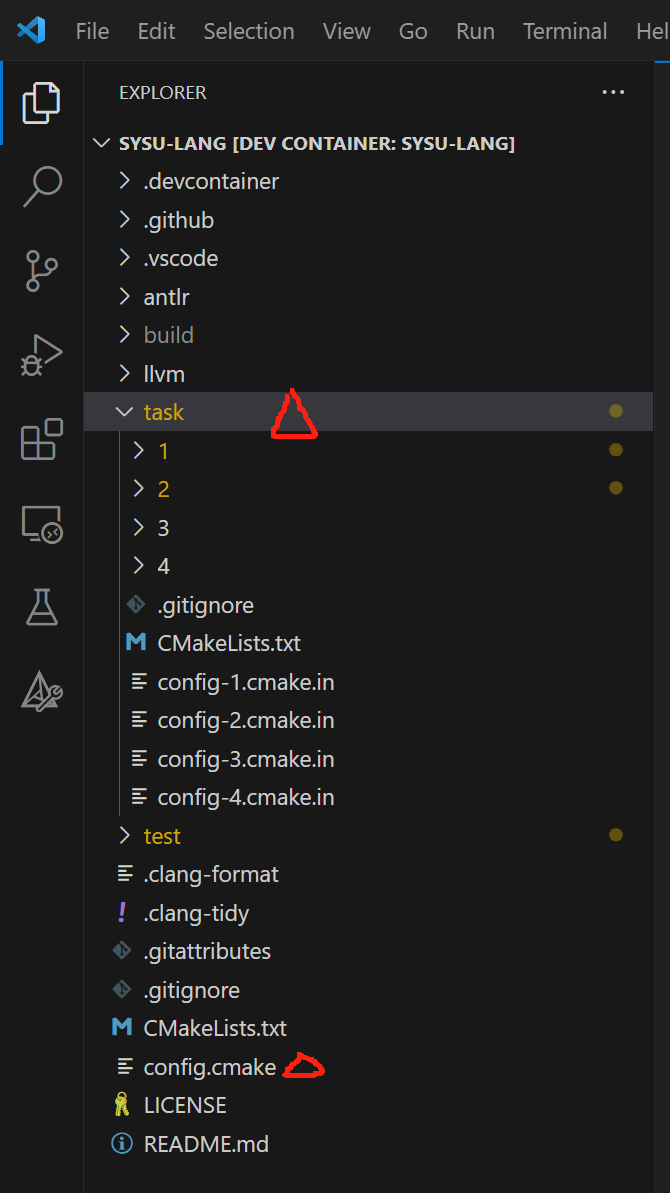 File Edit Selection View Go Run Terminal Hel
EXPLORER
SYSU-LANG [DEV CONTAINER: SYSU-LANG]
.devcontainer
.github
.vscode
antlr
build
llvm
task
1
2
3
4
.gitignore
CMakeLists.txt
config-1.cmake.in
config-2.cmake.in
config-3.cmake.in
config-4.cmake.in
test
.clang-format
.clang-tidy
.gitattributes
.gitignore
CMakeLists.txt
config.cmake
LICENSE
README.md